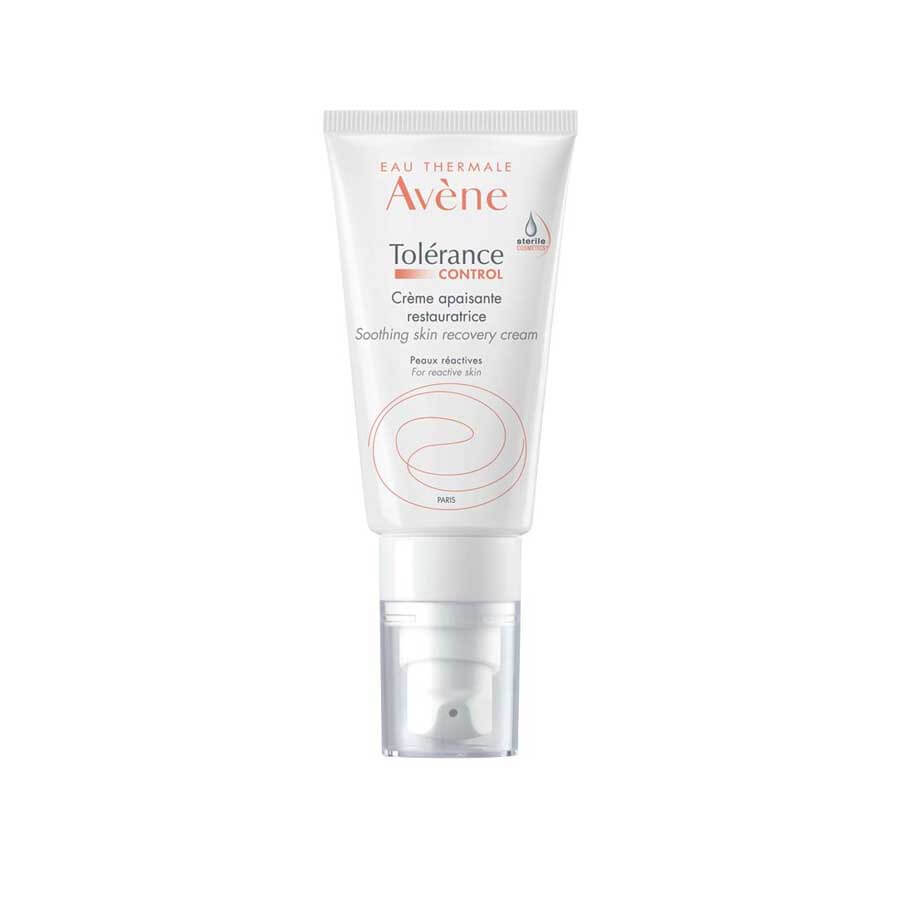 EAU THERMALE
Avène
sterile
COSMETICS
Tolérance
CONTROL
Crème apaisante
restauratrice
Soothing skin recovery cream
Peaux réactives
For reactive skin
PARIS